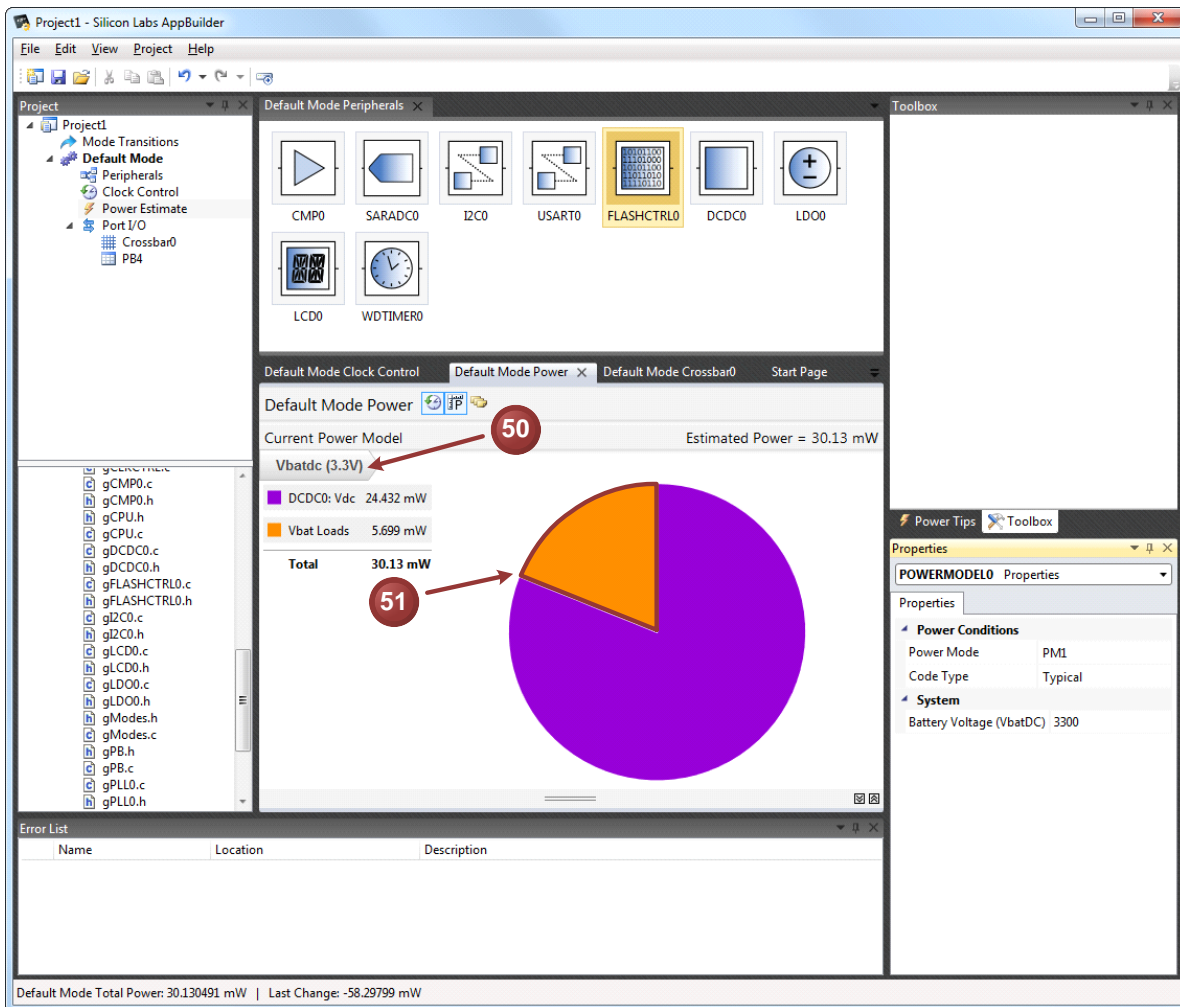 Project1 - Silicon Labs AppBuilder
File Edit View Project Help
Project
Project1
Mode Transitions
Default Mode
Peripherals
Clock Control
Power Estimate
Port I/O
Crossbar0
PB4
gCMP0.c
gCMP0.h
gCPU.h
gCPU.c
gDCDC0.c
gDCDC0.h
gFLASHCTRL0.c
gFLASHCTRL0.h
gI2C0.c
gI2C0.h
gLCD0.c
gLCD0.h
gLDO0.c
gLDO0.h
gModes.h
gModes.c
gPB.h
gPB.c
gPLL0.c
gPLL0.h
Default Mode Peripherals
CMP0 SARADC0 I2C0 USART0 FLASHCTRL0 DCDC0 LDO0
10101100
11101000
10101100
11011010
11110110
LCD0 WDTIMER0
Default Mode Clock Control Default Mode Power Default Mode Crossbar0 Start Page
Default Mode Power
Current Power Model Estimated Power = 30.13 mW
50
Vbatdc (3.3V)
DCDC0: Vdc 24.432 mW
Vbat Loads 5.699 mW
Total 30.13 mW
51
Toolbox
Power Tips Toolbox
Properties
POWERMODEL0 Properties
Properties
Power Conditions
Power Mode PM1
Code Type Typical
System
Battery Voltage (VbatDC) 3300
Error List
Name Location Description
Default Mode Total Power: 30.130491 mW | Last Change: -58.29799 mW